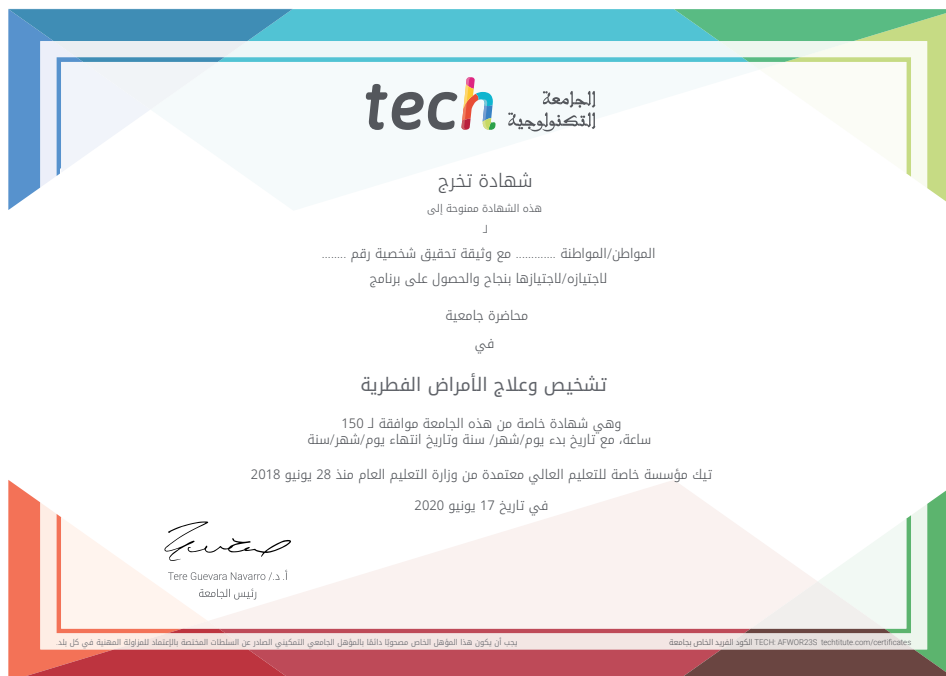 tech الجامعة
التكنولوجية
شهادة تخرج
هذه الشهادة ممنوحة إلى
لـ
المواطن/المواطنة ............ مع وثيقة تحقيق شخصية رقم ........
لاجتيازه/لاجتيازها بنجاح والحصول على برنامج
محاضرة جامعية
في
تشخيص وعلاج الأمراض الفطرية
وهي شهادة خاصة من هذه الجامعة موافقة لـ 150
ساعة، مع تاريخ بدء يوم/شهر/ سنة وتاريخ انتهاء يوم/شهر/سنة
تيك مؤسسة خاصة للتعليم العالي معتمدة من وزارة التعليم العام منذ 28 يونيو 2018
في تاريخ 17 يونيو 2020
أ.د./ Tere Guevara Navarro
رئيس الجامعة
الكود الفريد الخاص بجامعة TECH: AFWOR23S techtitute.com/certificates
يجب أن يكون هذا المؤهل الخاص مصحوبًا دائمًا بالمؤهل الجامعي التمكيني الصادر عن السلطات المختصة بالإعتماد للمزاولة المهنية في كل بلد.